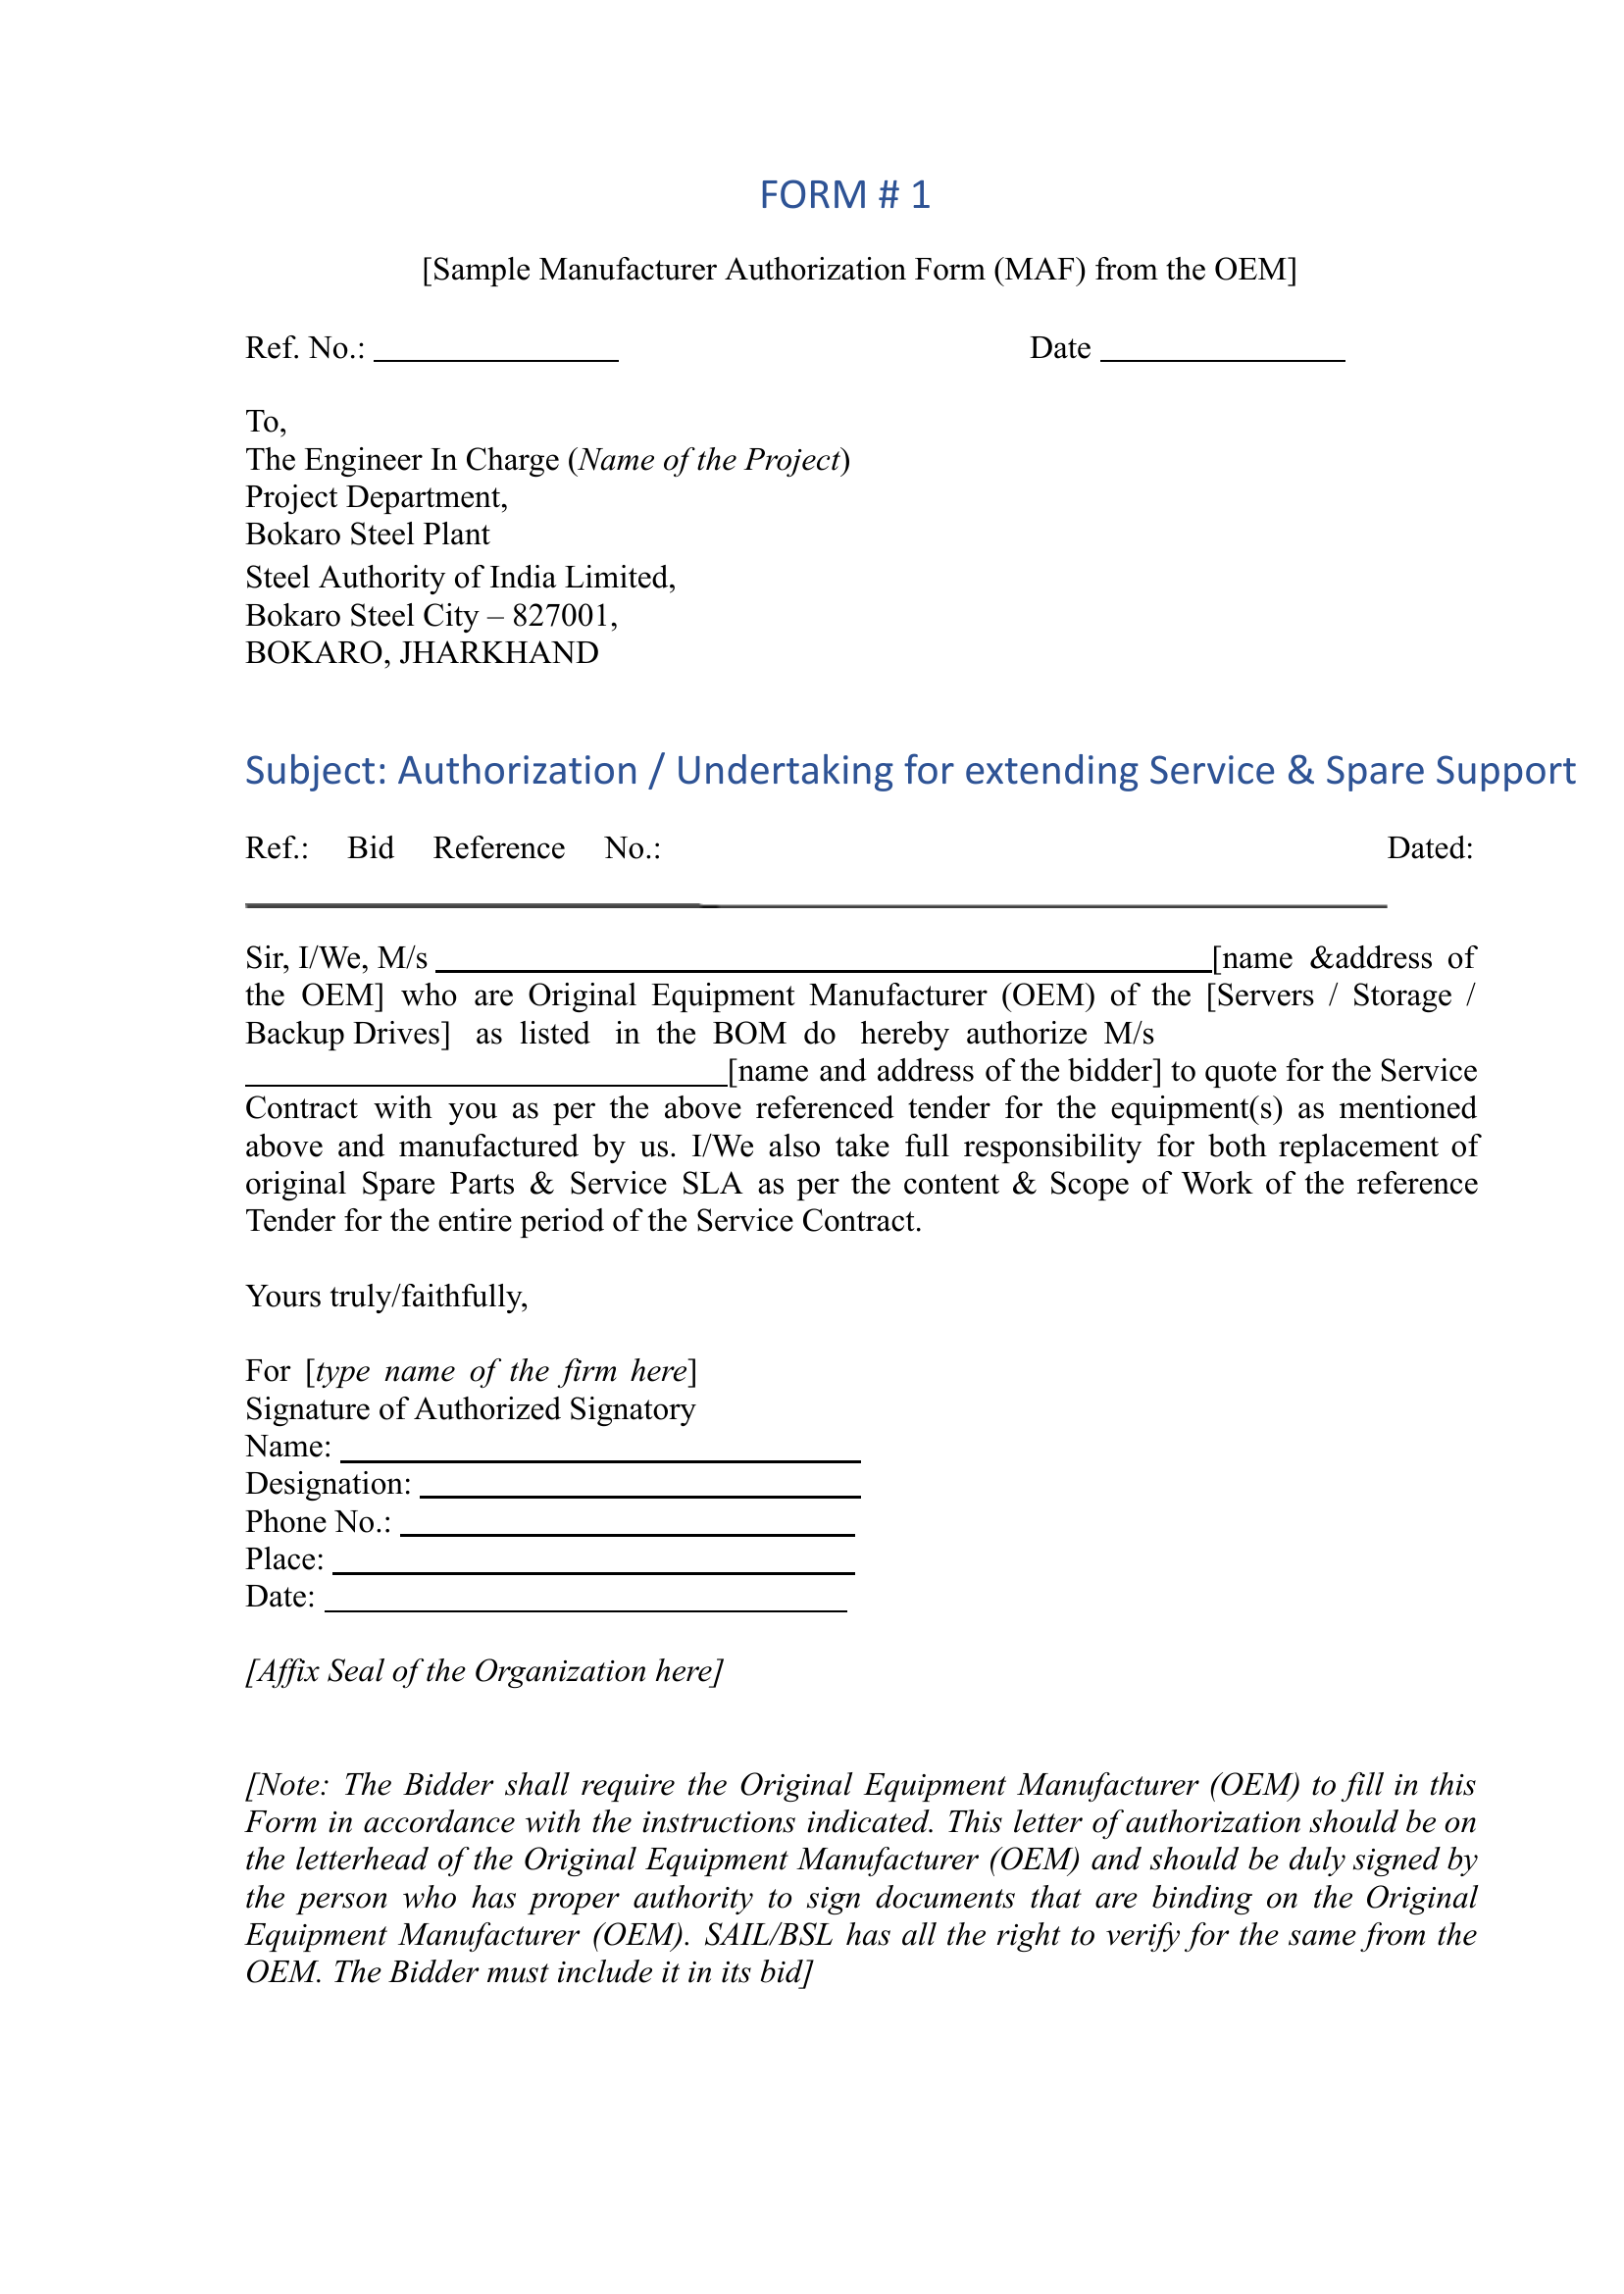 FORM # 1
[Sample Manufacturer Authorization Form (MAF) from the OEM]
Ref. No.: _______________ Date _______________
To,
The Engineer In Charge (Name of the Project)
Project Department,
Bokaro Steel Plant
Steel Authority of India Limited,
Bokaro Steel City – 827001,
BOKARO, JHARKHAND
Subject: Authorization / Undertaking for extending Service & Spare Support
Ref.: Bid Reference No.: Dated:
Sir, I/We, M/s _______________[name &address of
the OEM] who are Original Equipment Manufacturer (OEM) of the [Servers / Storage /
Backup Drives] as listed in the BOM do hereby authorize M/s
_______________[name and address of the bidder] to quote for the Service
Contract with you as per the above referenced tender for the equipment(s) as mentioned
above and manufactured by us. I/We also take full responsibility for both replacement of
original Spare Parts & Service SLA as per the content & Scope of Work of the reference
Tender for the entire period of the Service Contract.
Yours truly/faithfully,
For [type name of the firm here]
Signature of Authorized Signatory
Name: _______________
Designation: _______________
Phone No.: _______________
Place: _______________
Date: _______________
[Affix Seal of the Organization here]
[Note: The Bidder shall require the Original Equipment Manufacturer (OEM) to fill in this
Form in accordance with the instructions indicated. This letter of authorization should be on
the letterhead of the Original Equipment Manufacturer (OEM) and should be duly signed by
the person who has proper authority to sign documents that are binding on the Original
Equipment Manufacturer (OEM). SAIL/BSL has all the right to verify for the same from the
OEM. The Bidder must include it in its bid]